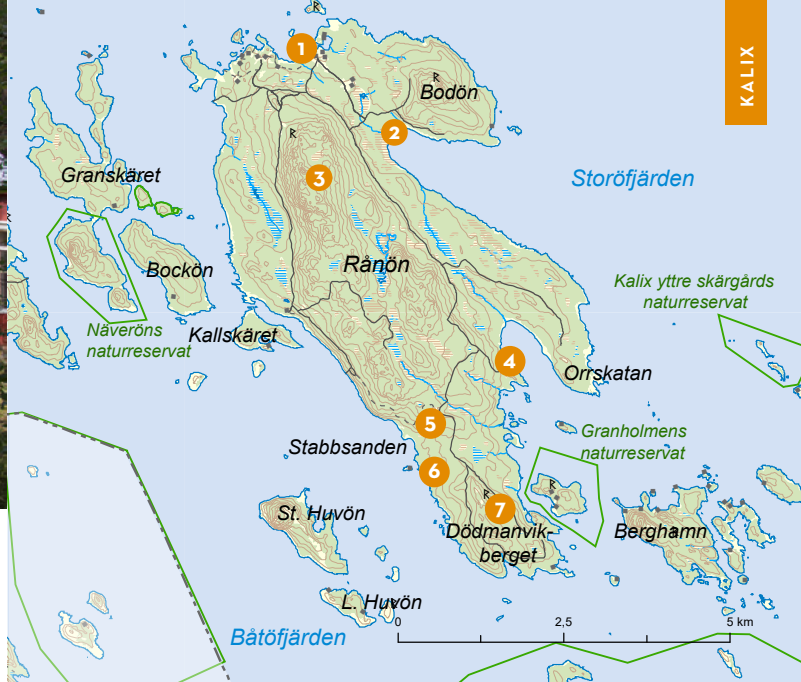 KALIX
1
Bodön
2
Granskäret
3
Storöfjärden
Rånön
Bockön
Kalix yttre skärgårds
naturreservat
Näveröns
naturreservat
Kallskäret
4
Orrskatan
5
Granholmens
naturreservat
Stabbsanden
6
St. Huvön
7
Dödmanvik-
berget
Berghamn
L. Huvön
Båtöfjärden
0
2,5
5 km
R
R
R
R
R